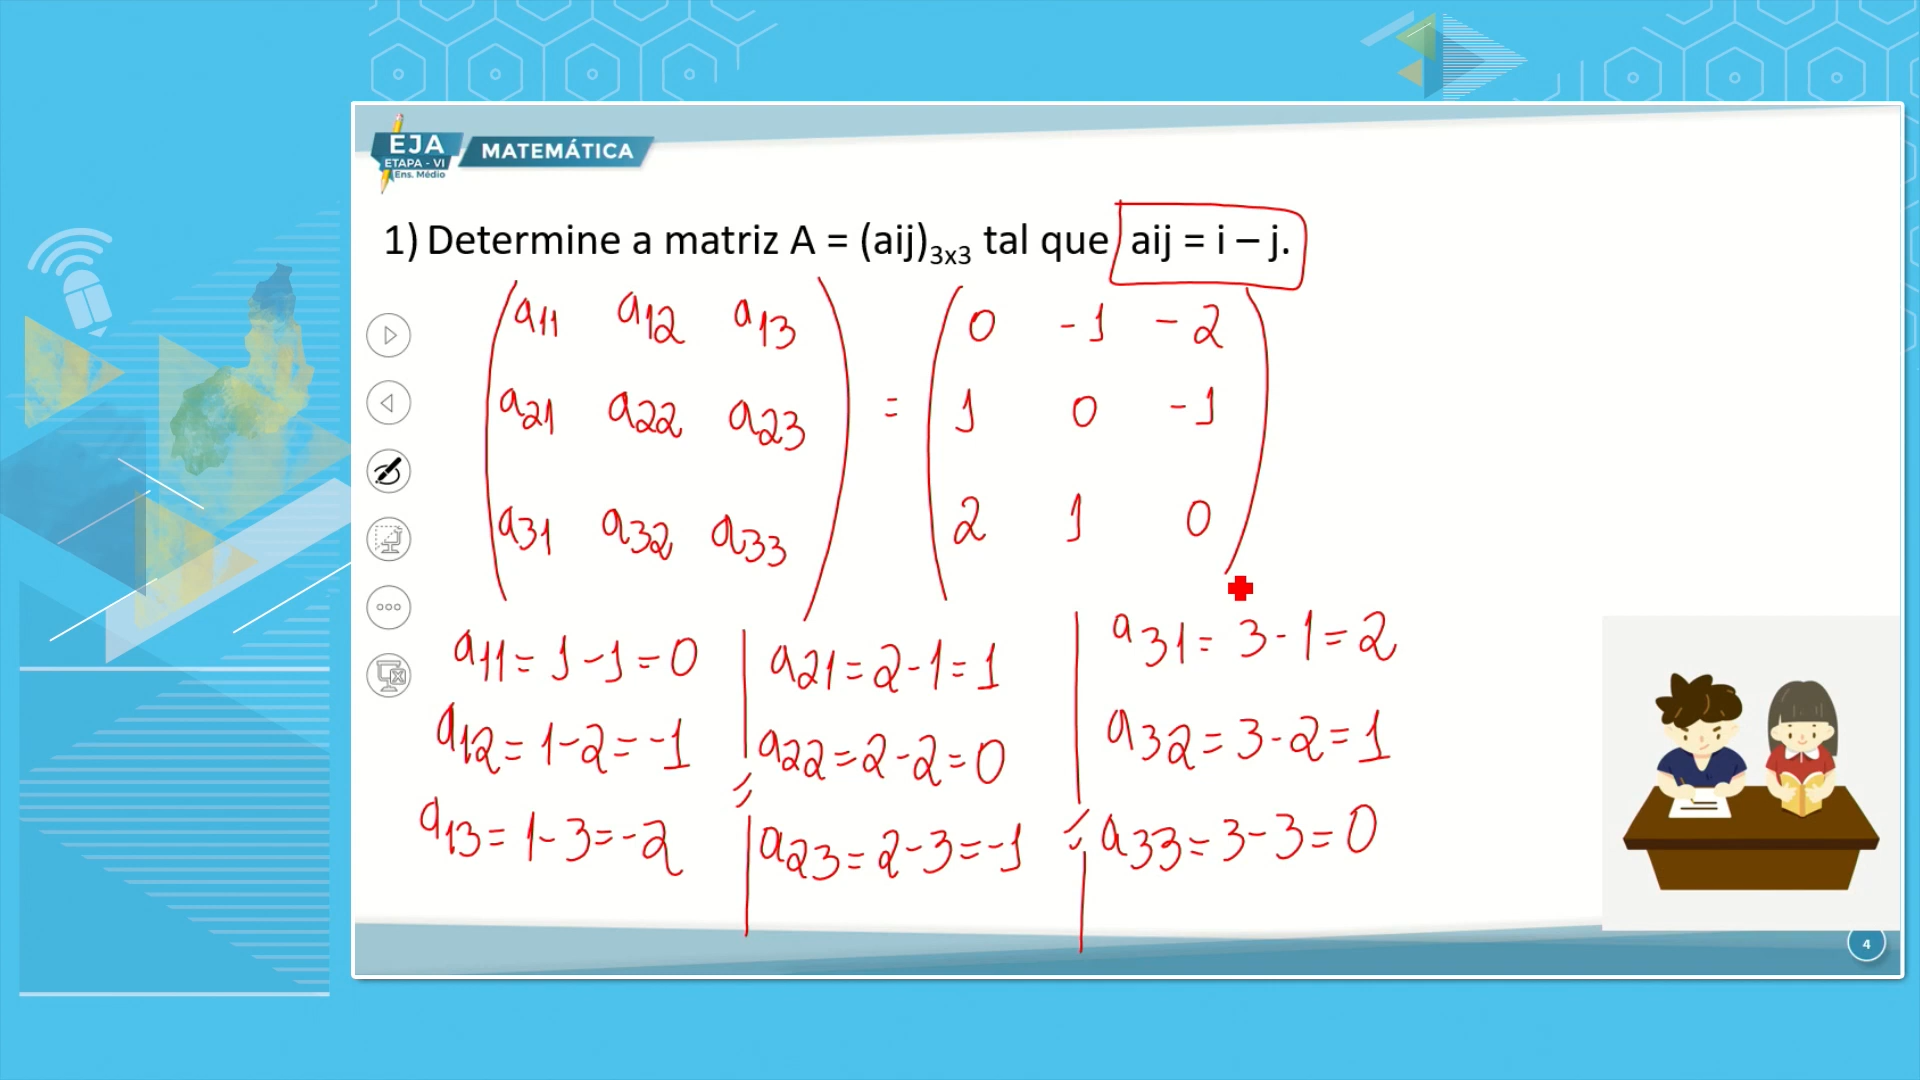 EJA
ETAPA - VI
Ens. Médio
MATEMÁTICA
1) Determine a matriz A = (aij)3x3 tal que aij = i – j.
a11 a12 a13 0 -1 -2
a21 a22 a23 = 1 0 -1
a31 a32 a33 2 1 0
a11 = 1 - 1 = 0
a12 = 1 - 2 = -1
a13 = 1 - 3 = -2
a21 = 2 - 1 = 1
a22 = 2 - 2 = 0
a23 = 2 - 3 = -1
a31 = 3 - 1 = 2
a32 = 3 - 2 = 1
a33 = 3 - 3 = 0
4